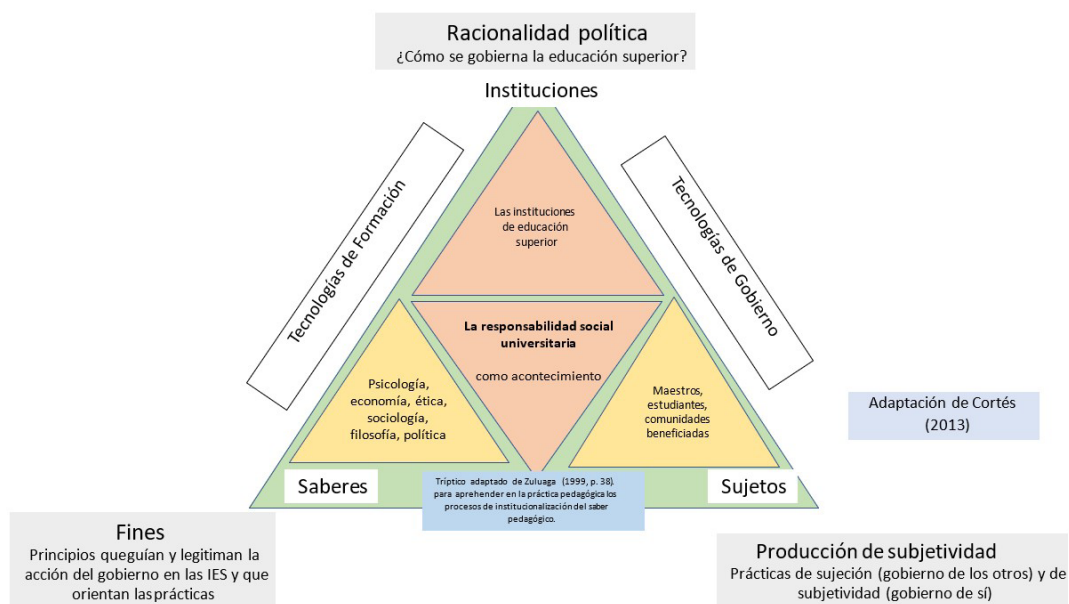 Racionalidad política
¿Cómo se gobierna la educación superior?
Instituciones
Tecnologías de Formación
Tecnologías de Gobierno
Las instituciones
de educación
superior
La responsabilidad social
universitaria
como acontecimiento
Psicología,
economía, ética,
sociología,
filosofía, política
Maestros,
estudiantes,
comunidades
beneficiadas
Adaptación de Cortés
(2013)
Saberes
Tríptico adaptado de Zuluaga (1999, p. 38).
para aprehender en la práctica pedagógica los
procesos de institucionalización del saber
pedagógico.
Sujetos
Fines
Principios queguían y legitiman la
acción del gobierno en las IES y que
orientan las prácticas
Producción de subjetividad
Prácticas de sujeción (gobierno de los otros) y de
subjetividad (gobierno de sí)